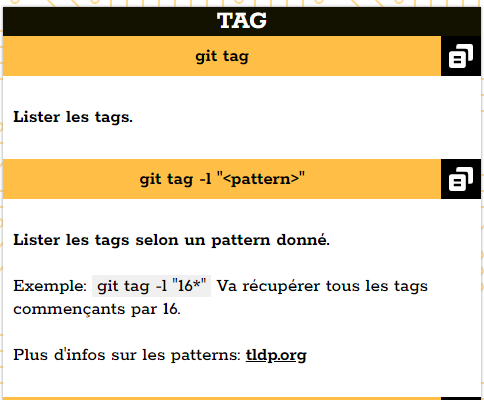 TAG
git tag
Lister les tags.
git tag -l "<pattern>"
Lister les tags selon un pattern donné.
Exemple: git tag -l "16*" Va récupérer tous les tags
commençants par 16.
Plus d'infos sur les patterns: tldp.org